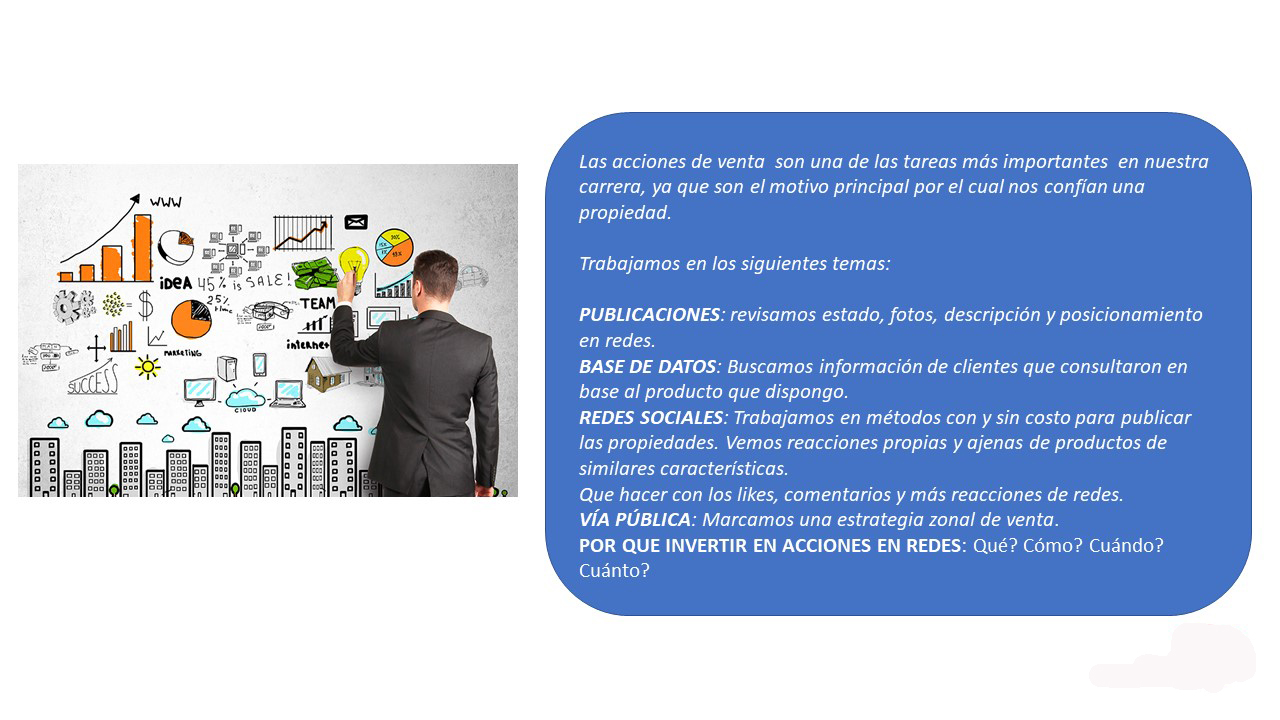 WWW
iDEA
45% is SALE!
30%
15%
TEAM
25%
time
$
MARKETING
internet
SUCCESS
CLOUD
Las acciones de venta  son una de las tareas más importantes  en nuestra
carrera, ya que son el motivo principal por el cual nos confían una
propiedad.
Trabajamos en los siguientes temas:
PUBLICACIONES: revisamos estado, fotos, descripción y posicionamiento
en redes.
BASE DE DATOS: Buscamos información de clientes que consultaron en
base al producto que dispongo.
REDES SOCIALES: Trabajamos en métodos con y sin costo para publicar
las propiedades. Vemos reacciones propias y ajenas de productos de
similares características.
Que hacer con los likes, comentarios y más reacciones de redes.
VÍA PÚBLICA: Marcamos una estrategia zonal de venta.
POR QUE INVERTIR EN ACCIONES EN REDES: Qué? Cómo? Cuándo?
Cuánto?